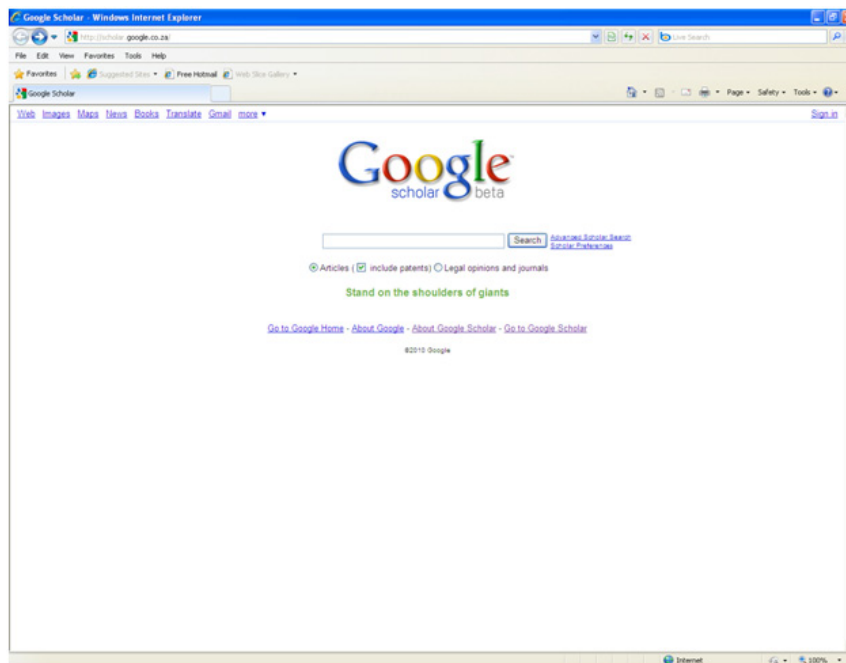 Google Scholar - Windows Internet Explorer
http://scholar.google.co.za/
Live Search
File Edit View Favorites Tools Help
Favorites Suggested Sites Free Hotmail Web Slice Gallery
Google Scholar Page Safety Tools
Web Images Maps News Books Translate Gmail more Sign in
Google
scholar beta
Search Advanced Scholar Search
Scholar Preferences
Articles ( include patents) Legal opinions and journals
Stand on the shoulders of giants
Go to Google Home - About Google - About Google Scholar - Go to Google Scholar
©2010 Google
Internet 100%